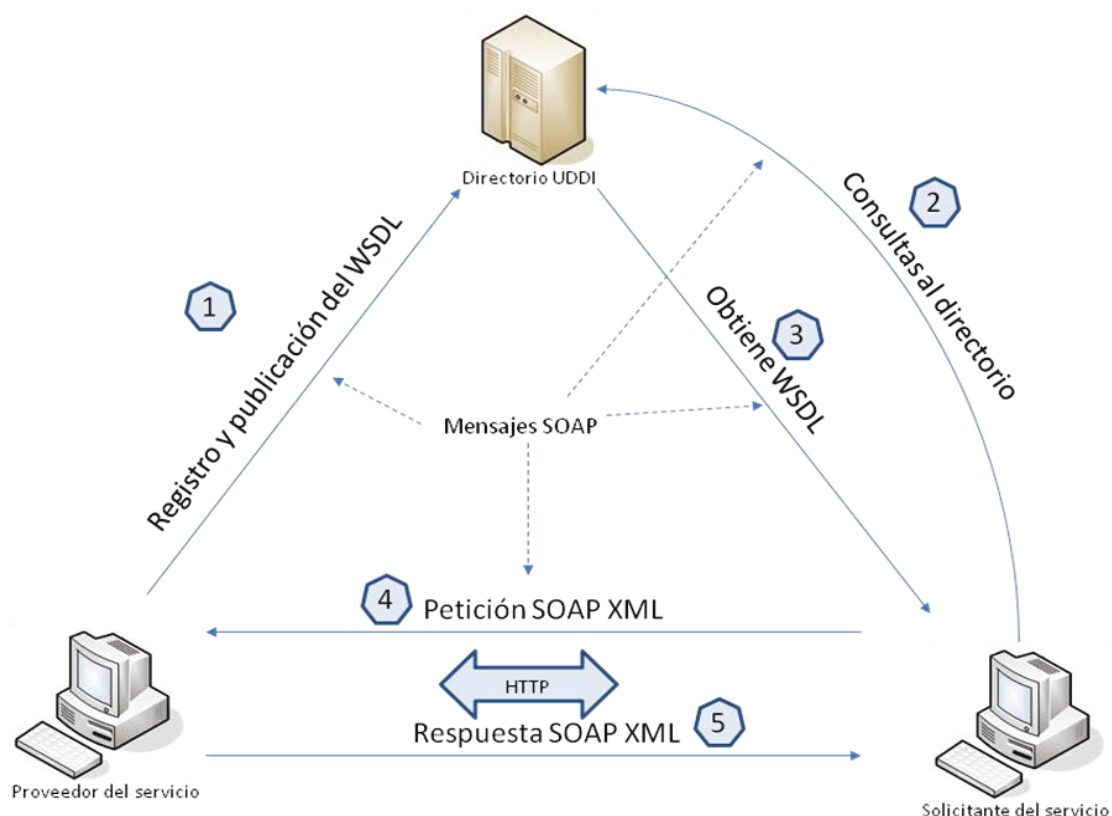 Directorio UDDI
1
Registro y publicación del WSDL
2
Consultas al directorio
3
Obtiene WSDL
Mensajes SOAP
4
Petición SOAP XML
HTTP
Respuesta SOAP XML
5
Proveedor del servicio
Solicitante del servicio